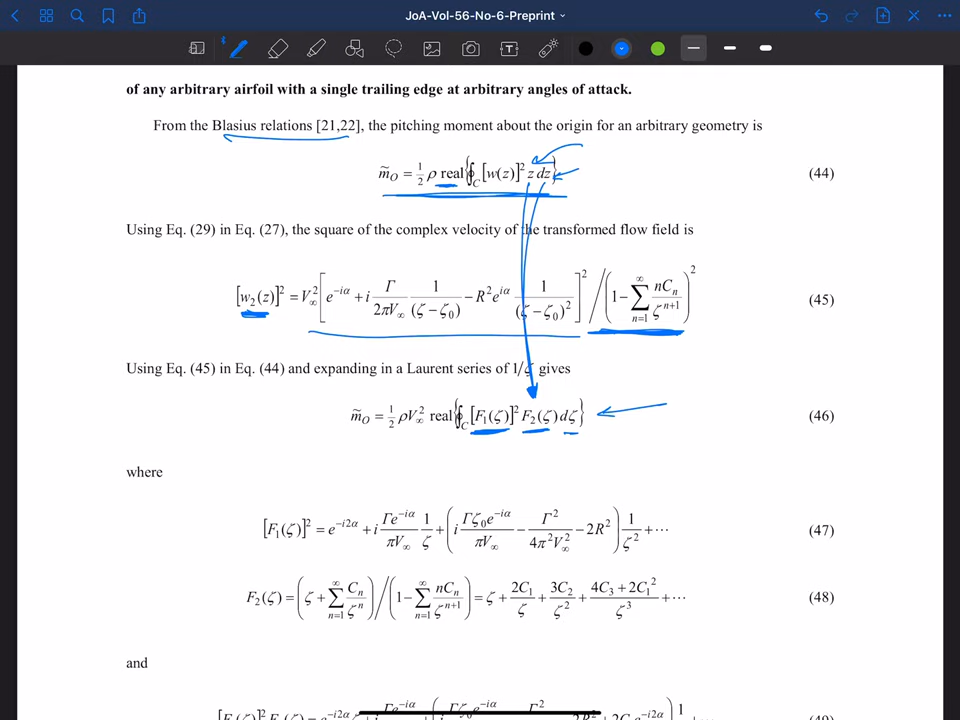 JoA-Vol-56-No-6-Preprint
of any arbitrary airfoil with a single trailing edge at arbitrary angles of attack.
From the Blasius relations [21,22], the pitching moment about the origin for an arbitrary geometry is
m̃_O = ½ ρ real{∮_C [w(z)]² z dz} (44)
Using Eq. (29) in Eq. (27), the square of the complex velocity of the transformed flow field is
[w₂(z)]² = V∞² [e^{−iα} + i Γ/(2πV∞) 1/(ζ − ζ₀) − R²e^{iα} 1/(ζ − ζ₀)²]² / (1 − ∑_{n=1}^{∞} nC_n/ζ^{n+1})² (45)
Using Eq. (45) in Eq. (44) and expanding in a Laurent series of 1/ζ gives
m̃_O = ½ ρV∞² real{∮_C [F₁(ζ)]² F₂(ζ) dζ} (46)
where
[F₁(ζ)]² = e^{−i2α} + i Γe^{−iα}/(πV∞) 1/ζ + (i Γζ₀e^{−iα}/(πV∞) − Γ²/(4π²V∞²) − 2R²) 1/ζ² + ⋯ (47)
F₂(ζ) = (ζ + ∑_{n=1}^{∞} C_n/ζ^n) / (1 − ∑_{n=1}^{∞} nC_n/ζ^{n+1}) = ζ + 2C₁/ζ + 3C₂/ζ² + (4C₃ + 2C₁²)/ζ³ + ⋯ (48)
and